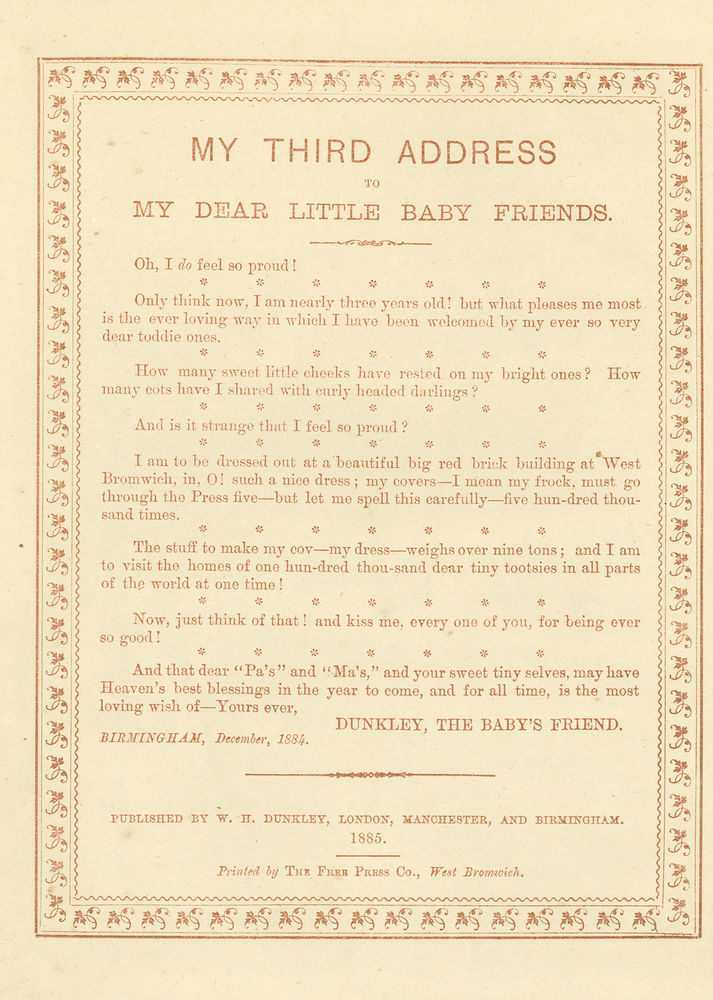 MY THIRD ADDRESS
TO
MY DEAR LITTLE BABY FRIENDS.
Oh, I do feel so proud!
Only think now, I am nearly three years old! but what pleases me most
is the ever loving way in which I have been welcomed by my ever so very
dear toddie ones.
How many sweet little cheeks have rested on my bright ones? How
many cots have I shared with curly headed darlings?
And is it strange that I feel so proud?
I am to be dressed out at a beautiful big red brick building at West
Bromwich, in, O! such a nice dress; my covers—I mean my frock, must go
through the Press five—but let me spell this carefully—five hun-dred thou-
sand times.
The stuff to make my cov—my dress—weighs over nine tons; and I am
to visit the homes of one hun-dred thou-sand dear tiny tootsies in all parts
of the world at one time!
Now, just think of that! and kiss me, every one of you, for being ever
so good!
And that dear "Pa's" and "Ma's," and your sweet tiny selves, may have
Heaven's best blessings in the year to come, and for all time, is the most
loving wish of—Yours ever,
DUNKLEY, THE BABY'S FRIEND.
BIRMINGHAM, December, 1884.
PUBLISHED BY W. H. DUNKLEY, LONDON, MANCHESTER, AND BIRMINGHAM.
1885.
Printed by THE FREE PRESS CO., West Bromwich.